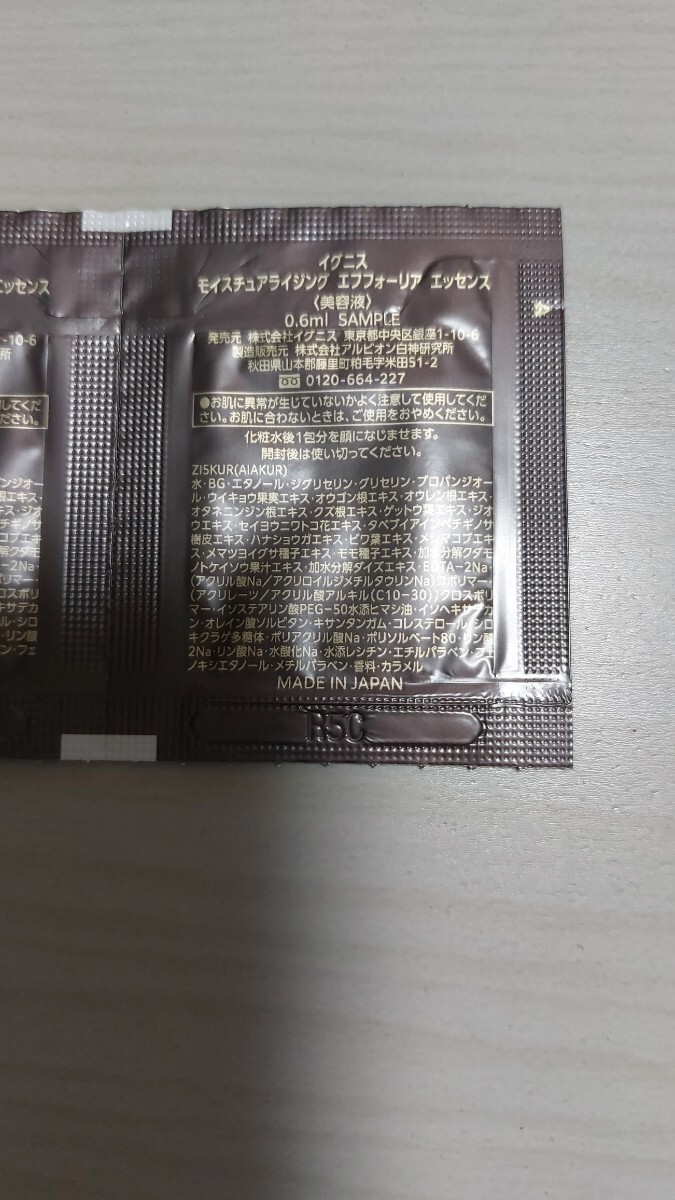 イグニス
モイスチュアライジング エフフォーリア エッセンス
〈美容液〉
0.6ml SAMPLE
発売元 株式会社イグニス 東京都中央区銀座1-10-6
製造販売元 株式会社アルビオン白神研究所
秋田県山本郡藤里町粕毛字米田51-2
0120-664-227
●お肌に異常が生じていないかよく注意して使用してくだ
さい。お肌に合わないときは、ご使用をおやめください。
化粧水後1包分を顔になじませます。
開封後は使い切ってください。
ZI5KUR(AIAKUR)
水・BG・エタノール・ジグリセリン・グリセリン・プロパンジオー
ル・ウイキョウ果実エキス・オウゴン根エキス・オウレン根エキス・
オタネニンジン根エキス・クズ根エキス・ゲットウ葉エキス・ジオ
ウエキス・セイヨウニワトコ花エキス・タベブイアインペチギノサ
樹皮エキス・ハナショウガエキス・ビワ葉エキス・メシマコブエキ
ス・メマツヨイグサ種子エキス・モモ種子エキス・加水分解クダモ
ノトケイソウ果汁エキス・加水分解ダイズエキス・EDTA-2Na・
(アクリル酸Na/アクリロイルジメチルタウリンNa)コポリマー・
(アクリレーツ/アクリル酸アルキル(C10-30))クロスポリ
マー・イソステアリン酸PEG-50水添ヒマシ油・イソヘキサデカ
ン・オレイン酸ソルビタン・キサンタンガム・コレステロール・シロ
キクラゲ多糖体・ポリアクリル酸Na・ポリソルベート80・リン酸
2Na・リン酸Na・水酸化Na・水添レシチン・エチルパラベン・フェ
ノキシエタノール・メチルパラベン・香料・カラメル
MADE IN JAPAN
R5C